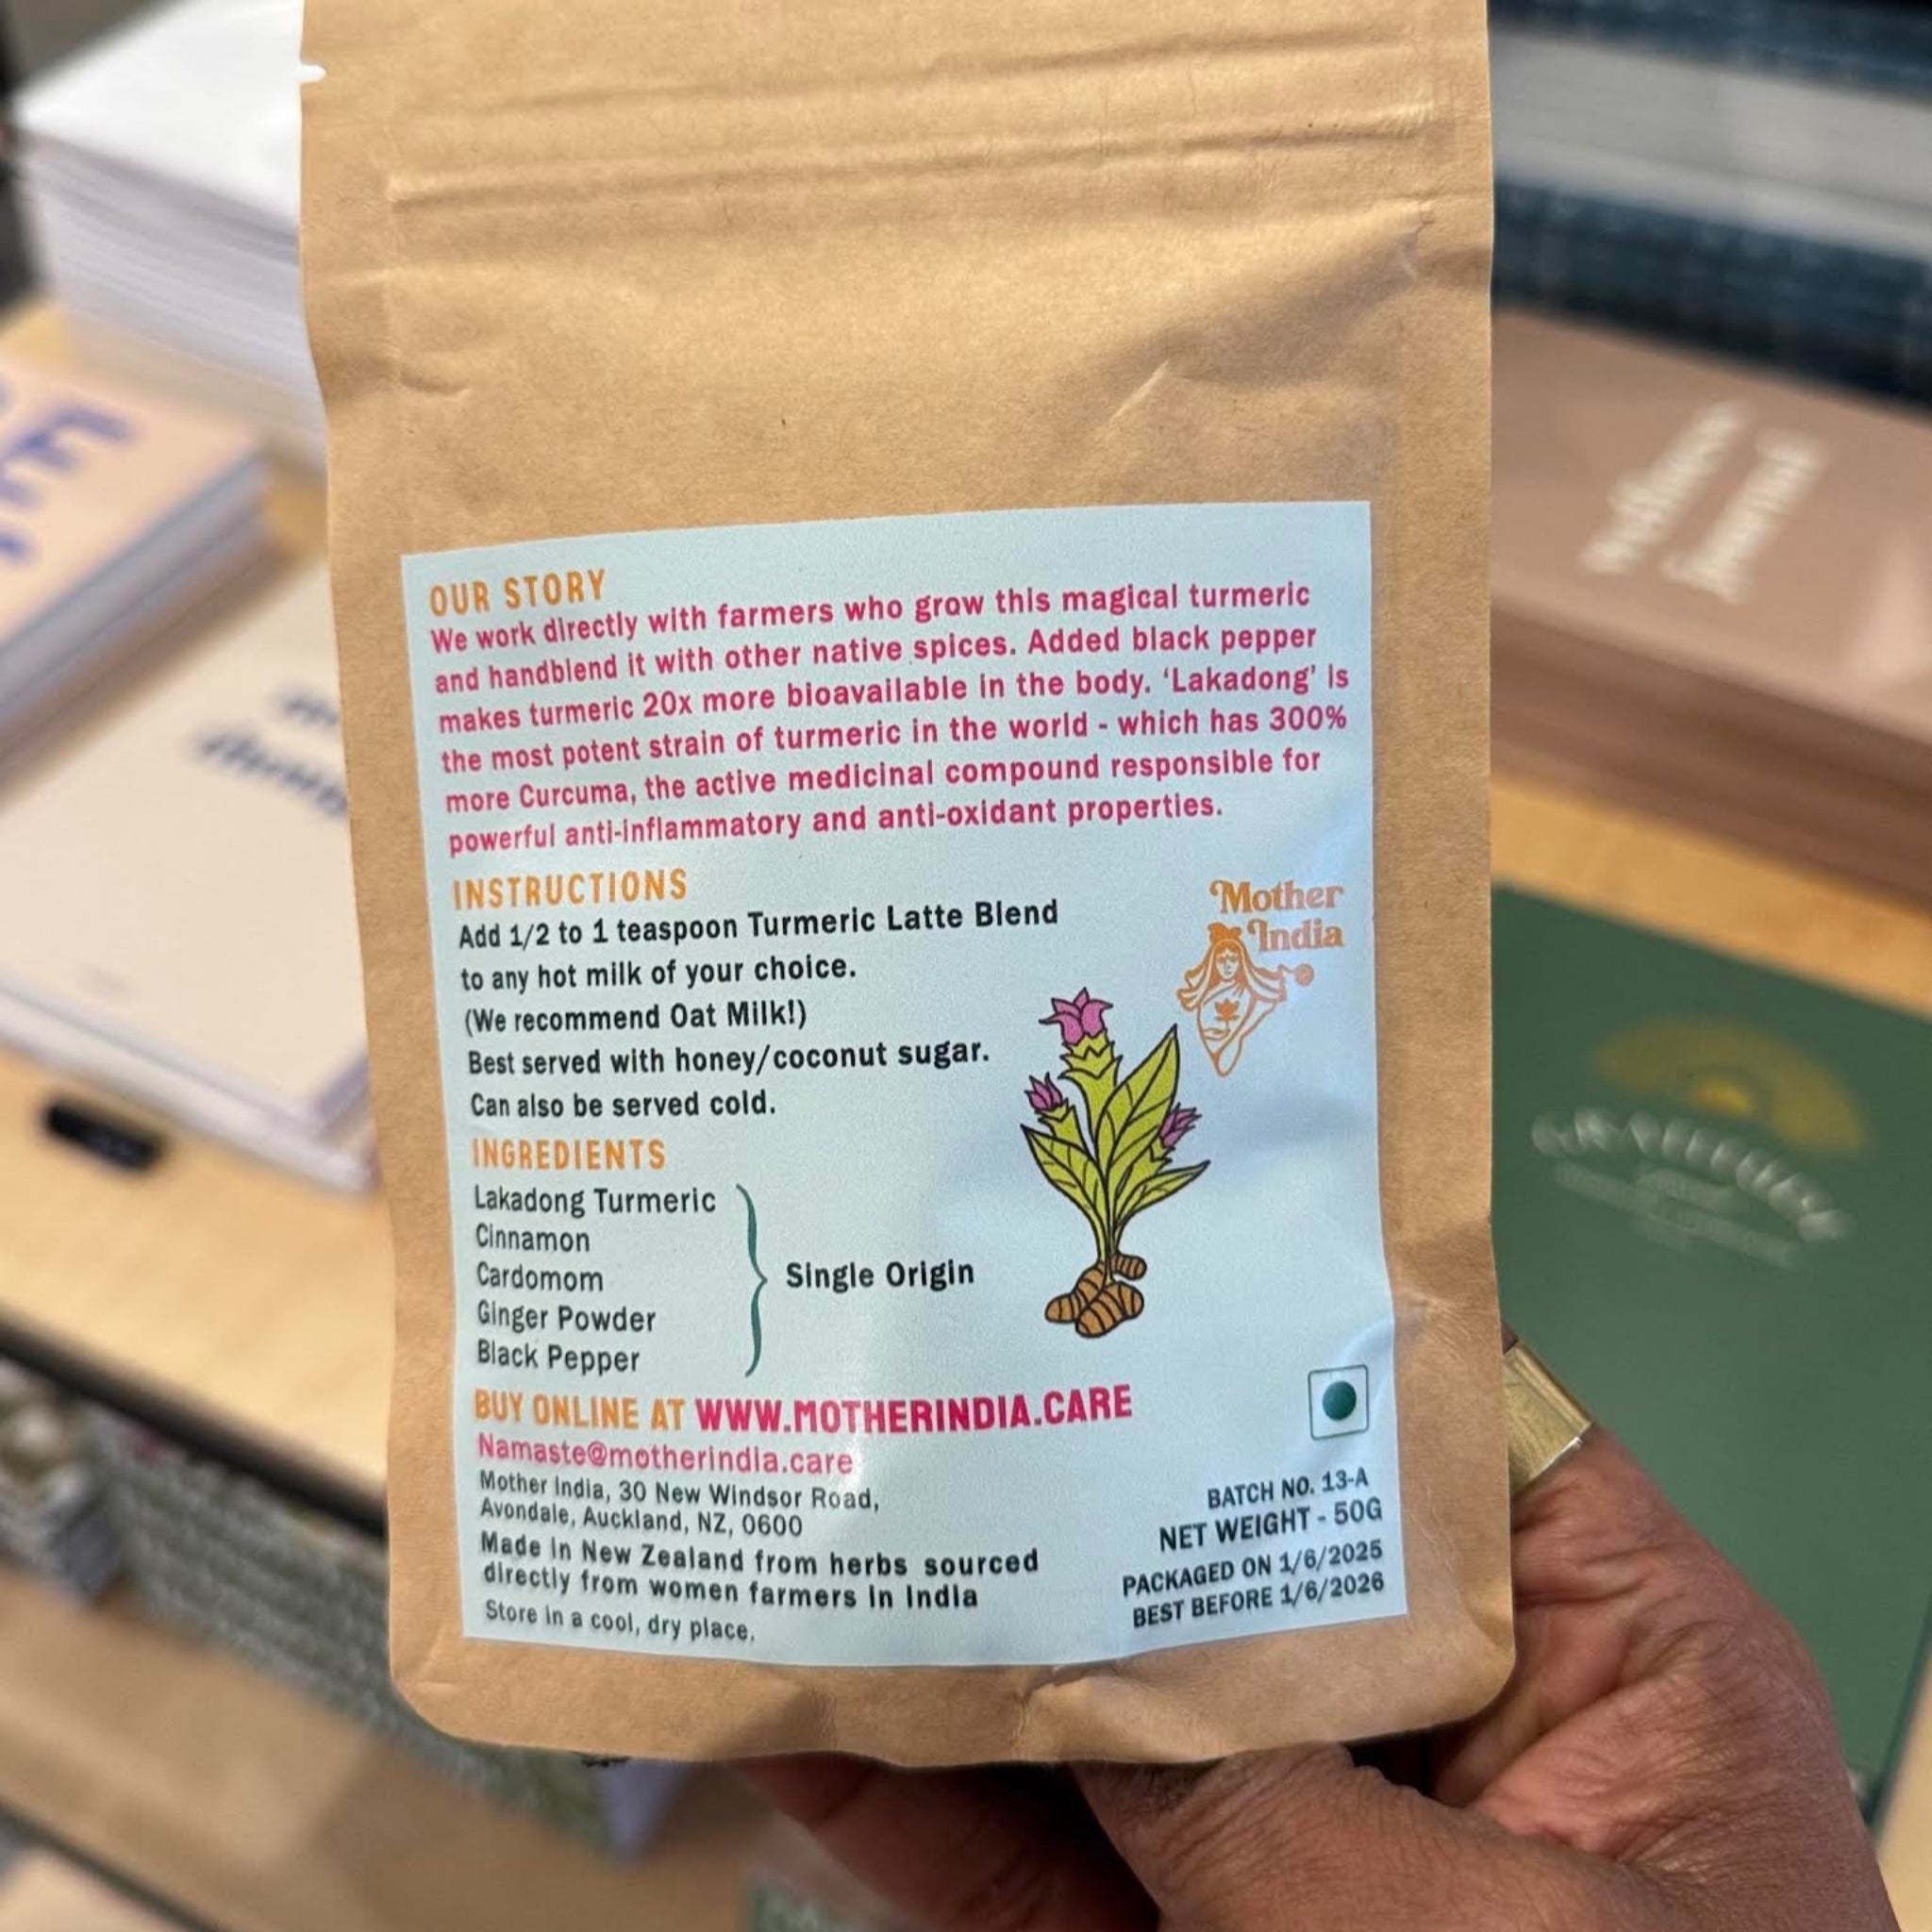 OUR STORY
We work directly with farmers who grow this magical turmeric
and handblend it with other native spices. Added black pepper
makes turmeric 20x more bioavailable in the body. ‘Lakadong’ is
the most potent strain of turmeric in the world - which has 300%
more Curcuma, the active medicinal compound responsible for
powerful anti-inflammatory and anti-oxidant properties.
INSTRUCTIONS
Add 1/2 to 1 teaspoon Turmeric Latte Blend
to any hot milk of your choice.
(We recommend Oat Milk!)
Best served with honey/coconut sugar.
Can also be served cold.
Mother
India
INGREDIENTS
Lakadong Turmeric
Cinnamon
Cardomom
Ginger Powder
Black Pepper
Single Origin
BUY ONLINE AT WWW.MOTHERINDIA.CARE
Namaste@motherindia.care
Mother India, 30 New Windsor Road,
Avondale, Auckland, NZ, 0600
Made in New Zealand from herbs sourced
directly from women farmers in India
Store in a cool, dry place.
BATCH NO. 13-A
NET WEIGHT - 50G
PACKAGED ON 1/6/2025
BEST BEFORE 1/6/2026
wellness
journal
GRATITUDE